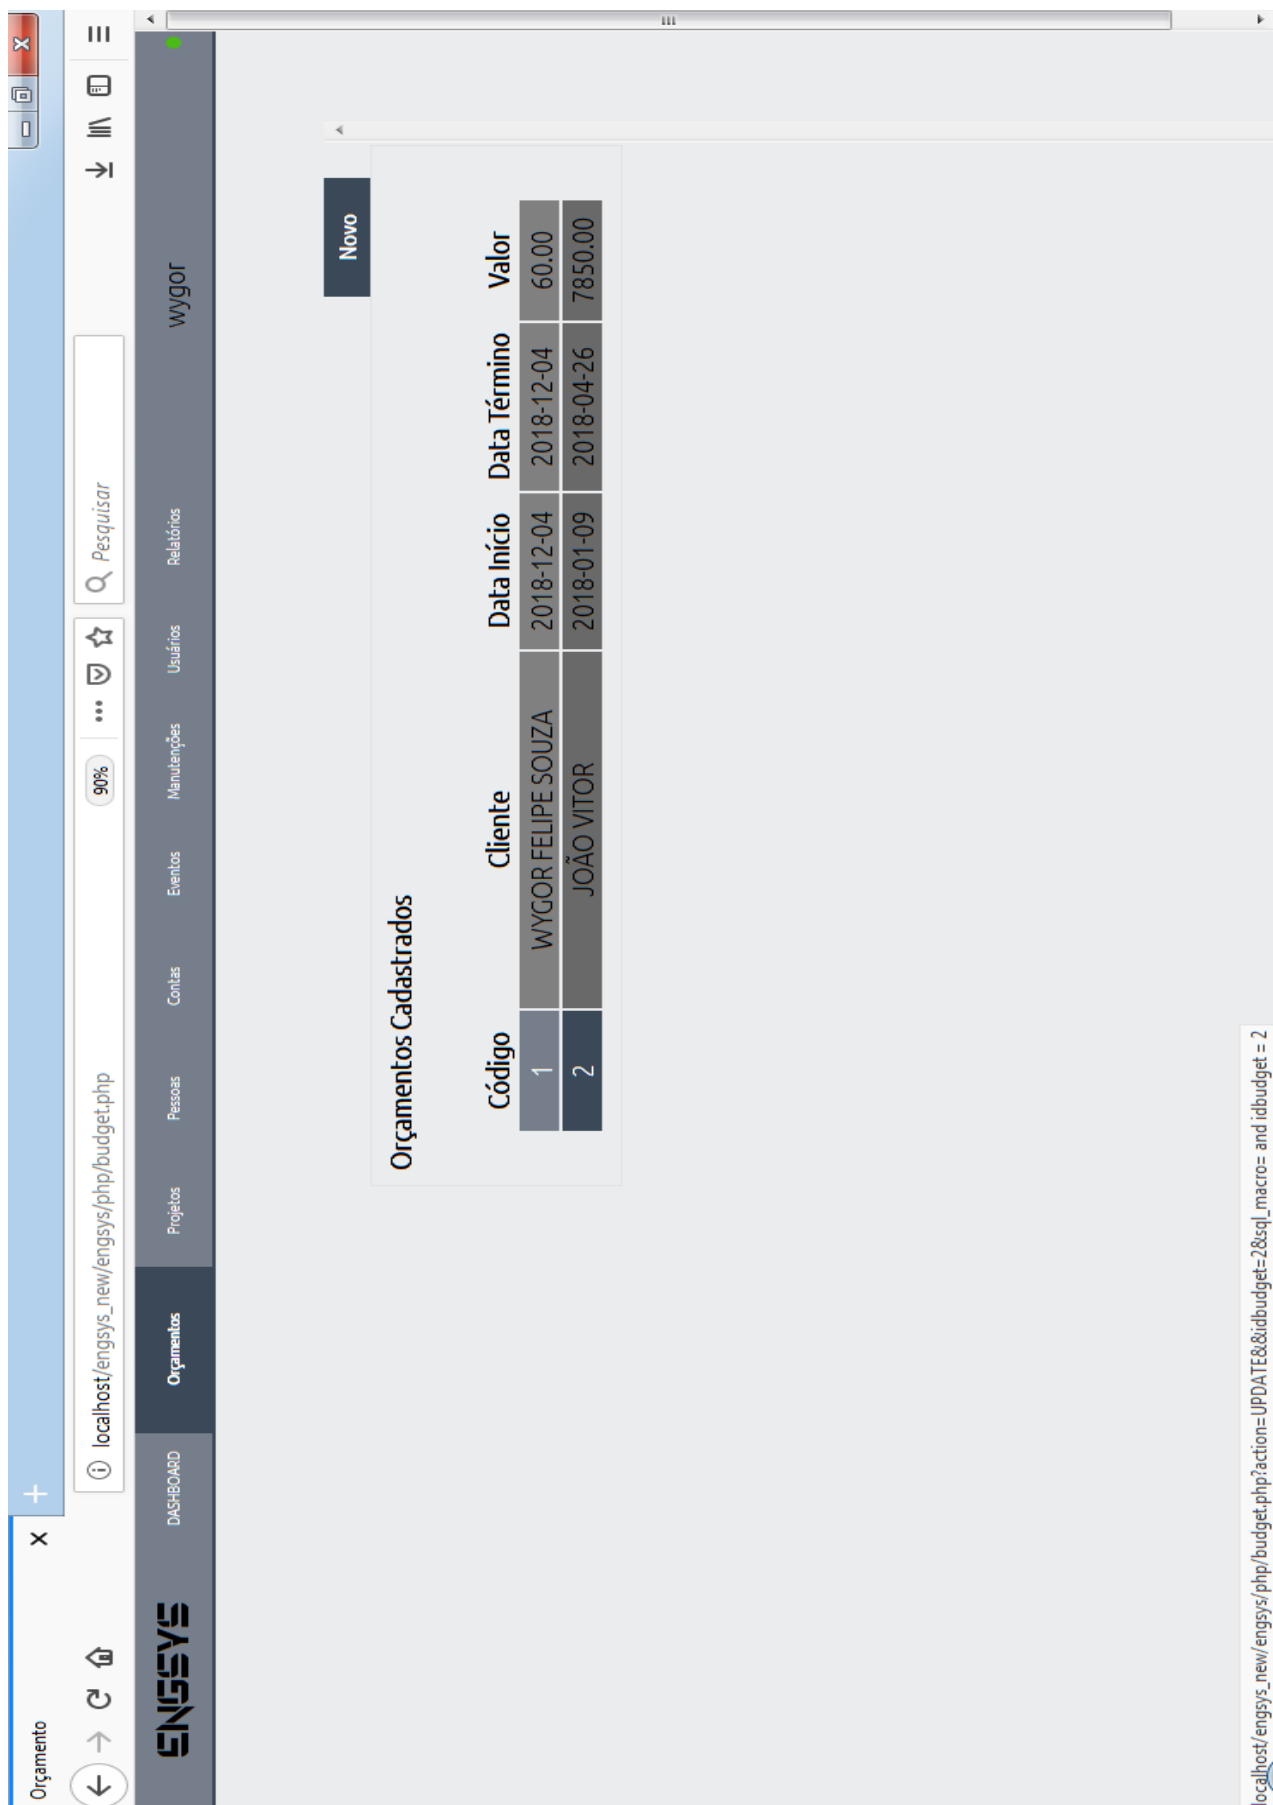 Orçamento
localhost/engsys_new/engsys/php/budget.php 90% Pesquisar
ENGSYS DASHBOARD Orçamentos Projetos Pessoas Contas Eventos Manutenções Usuários Relatórios wygor
Novo
Orçamentos Cadastrados
Código Cliente Data Início Data Término Valor
1 WYGOR FELIPE SOUZA 2018-12-04 2018-12-04 60.00
2 JOÃO VITOR 2018-01-09 2018-04-26 7850.00
localhost/engsys_new/engsys/php/budget.php?action=UPDATE&&idbudget=2&sql_macro= and idbudget = 2